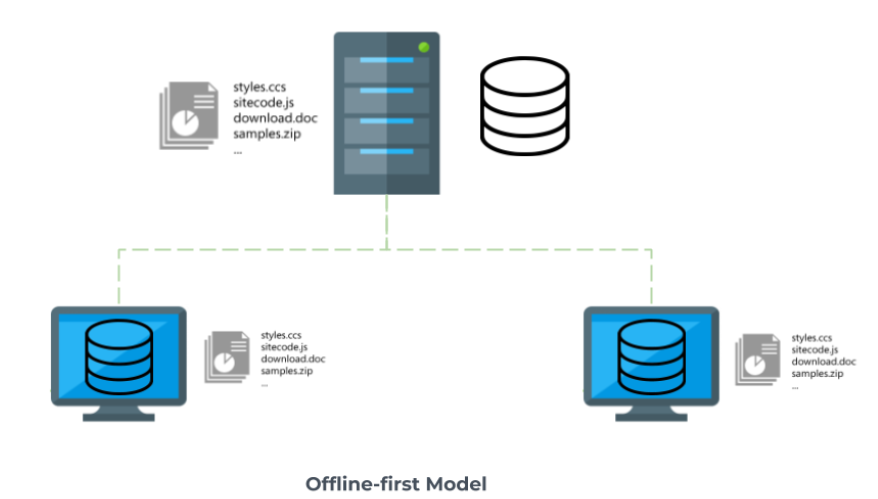 styles.ccs
sitecode.js
download.doc
samples.zip
...
styles.ccs
sitecode.js
download.doc
samples.zip
...
styles.ccs
sitecode.js
download.doc
samples.zip
...
Offline-first Model